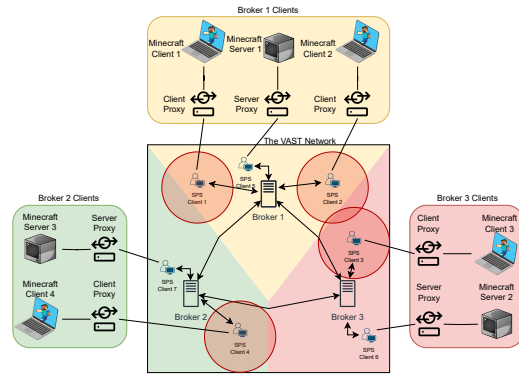 Broker 1 Clients
Minecraft
Client 1
Minecraft
Server 1
Minecraft
Client 2
Client
Proxy
Server
Proxy
Client
Proxy
The VAST Network
Broker 2 Clients
Minecraft
Server 3
Server
Proxy
Minecraft
Client 4
Client
Proxy
SPS
Client 1
SPS
Client 5
SPS
Client 2
Broker 1
SPS
Client 3
SPS
Client 7
Broker 2
Broker 3
SPS
Client 4
SPS
Client 6
Broker 3 Clients
Client
Proxy
Minecraft
Client 3
Server
Proxy
Minecraft
Server 2